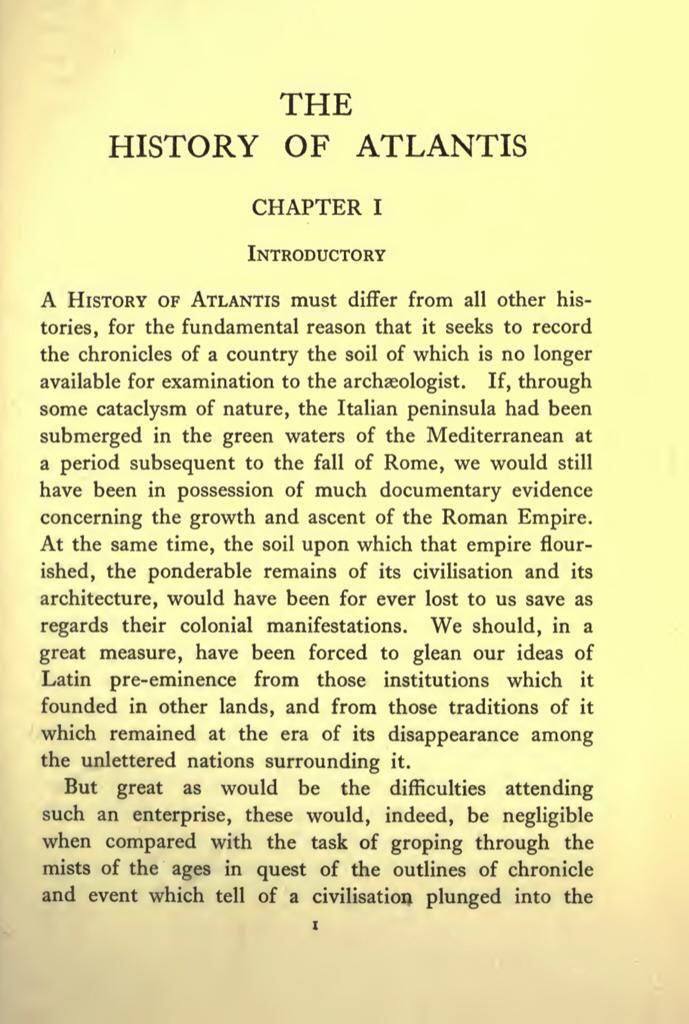 THE
HISTORY OF ATLANTIS
CHAPTER I
INTRODUCTORY
A HISTORY OF ATLANTIS must differ from all other his-
tories, for the fundamental reason that it seeks to record
the chronicles of a country the soil of which is no longer
available for examination to the archæologist. If, through
some cataclysm of nature, the Italian peninsula had been
submerged in the green waters of the Mediterranean at
a period subsequent to the fall of Rome, we would still
have been in possession of much documentary evidence
concerning the growth and ascent of the Roman Empire.
At the same time, the soil upon which that empire flour-
ished, the ponderable remains of its civilisation and its
architecture, would have been for ever lost to us save as
regards their colonial manifestations. We should, in a
great measure, have been forced to glean our ideas of
Latin pre-eminence from those institutions which it
founded in other lands, and from those traditions of it
which remained at the era of its disappearance among
the unlettered nations surrounding it.
But great as would be the difficulties attending
such an enterprise, these would, indeed, be negligible
when compared with the task of groping through the
mists of the ages in quest of the outlines of chronicle
and event which tell of a civilisation plunged into the
I